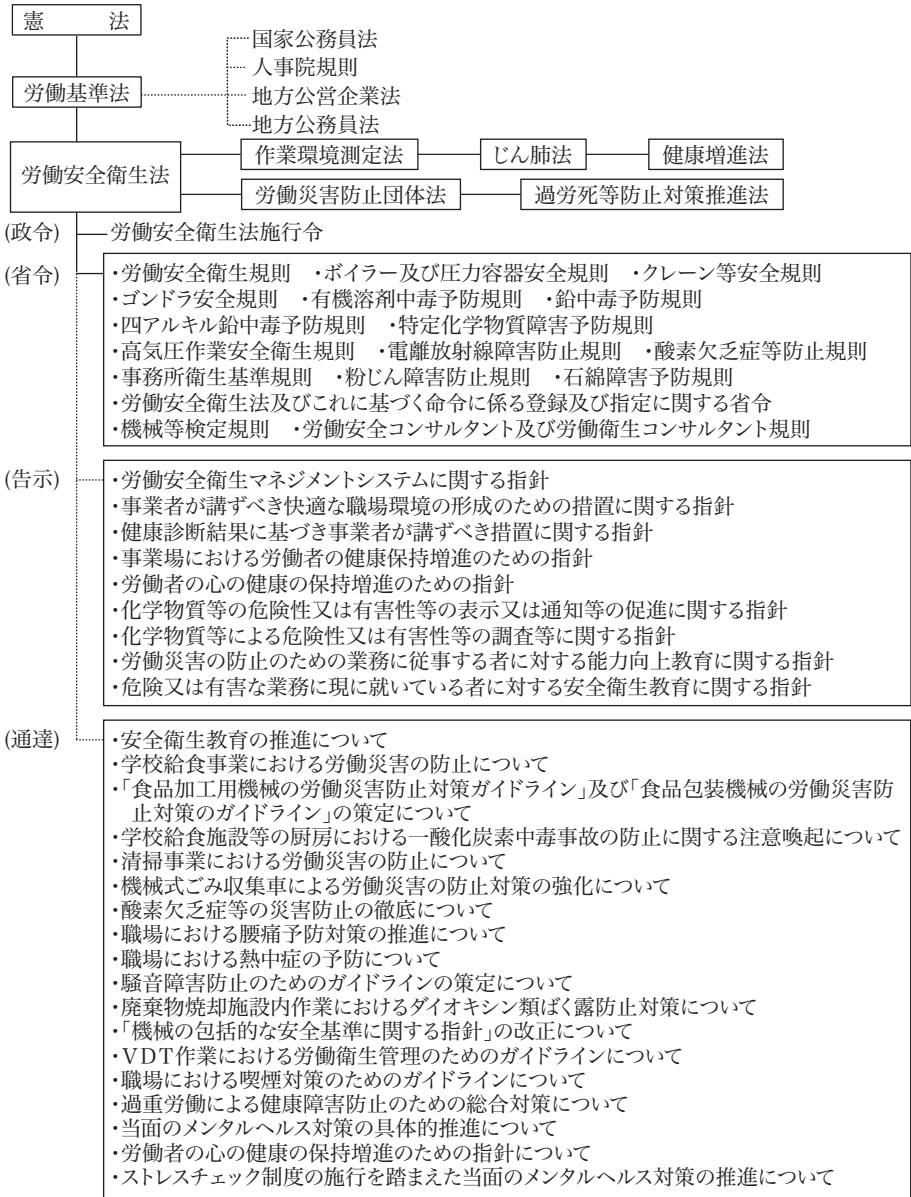 憲　　　法
国家公務員法
人事院規則
労働基準法
地方公営企業法
地方公務員法
作業環境測定法　じん肺法　健康増進法
労働安全衛生法
労働災害防止団体法　過労死等防止対策推進法
(政令)　労働安全衛生法施行令
(省令)　・労働安全衛生規則　・ボイラー及び圧力容器安全規則　・クレーン等安全規則
・ゴンドラ安全規則　・有機溶剤中毒予防規則　・鉛中毒予防規則
・四アルキル鉛中毒予防規則　・特定化学物質障害予防規則
・高気圧作業安全衛生規則　・電離放射線障害防止規則　・酸素欠乏症等防止規則
・事務所衛生基準規則　・粉じん障害防止規則　・石綿障害予防規則
・労働安全衛生法及びこれに基づく命令に係る登録及び指定に関する省令
・機械等検定規則　・労働安全コンサルタント及び労働衛生コンサルタント規則
(告示)　・労働安全衛生マネジメントシステムに関する指針
・事業者が講ずべき快適な職場環境の形成のための措置に関する指針
・健康診断結果に基づき事業者が講ずべき措置に関する指針
・事業場における労働者の健康保持増進のための指針
・労働者の心の健康の保持増進のための指針
・化学物質等の危険性又は有害性等の表示又は通知等の促進に関する指針
・化学物質等による危険性又は有害性等の調査等に関する指針
・労働災害の防止のための業務に従事する者に対する能力向上教育に関する指針
・危険又は有害な業務に現に就いている者に対する安全衛生教育に関する指針
(通達)　・安全衛生教育の推進について
・学校給食事業における労働災害の防止について
・「食品加工用機械の労働災害防止対策ガイドライン」及び「食品包装機械の労働災害防
止対策のガイドライン」の策定について
・学校給食施設等の厨房における一酸化炭素中毒事故の防止に関する注意喚起について
・清掃事業における労働災害の防止について
・機械式ごみ収集車による労働災害の防止対策の強化について
・酸素欠乏症等の災害防止の徹底について
・職場における腰痛予防対策の推進について
・職場における熱中症の予防について
・騒音障害防止のためのガイドラインの策定について
・廃棄物焼却施設内作業におけるダイオキシン類ばく露防止対策について
・「機械の包括的な安全基準に関する指針」の改正について
・ＶＤＴ作業における労働衛生管理のためのガイドラインについて
・職場における喫煙対策のためのガイドラインについて
・過重労働による健康障害防止のための総合対策について
・当面のメンタルヘルス対策の具体的推進について
・労働者の心の健康の保持増進のための指針について
・ストレスチェック制度の施行を踏まえた当面のメンタルヘルス対策の推進について